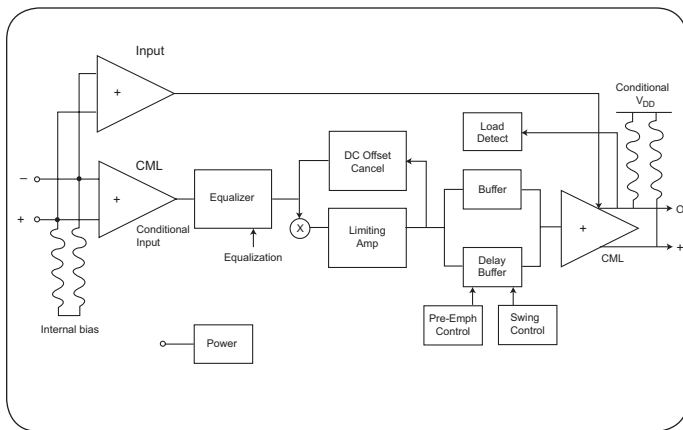 Input
+
Conditional
VDD
Load
Detect
DC Offset
Cancel
CML
−
+
+
Equalizer
Buffer
O
X
Limiting
Amp
+
Conditional
Input
Equalization
Delay
Buffer
CML
+
Internal bias
Pre-Emph
Control
Swing
Control
Power